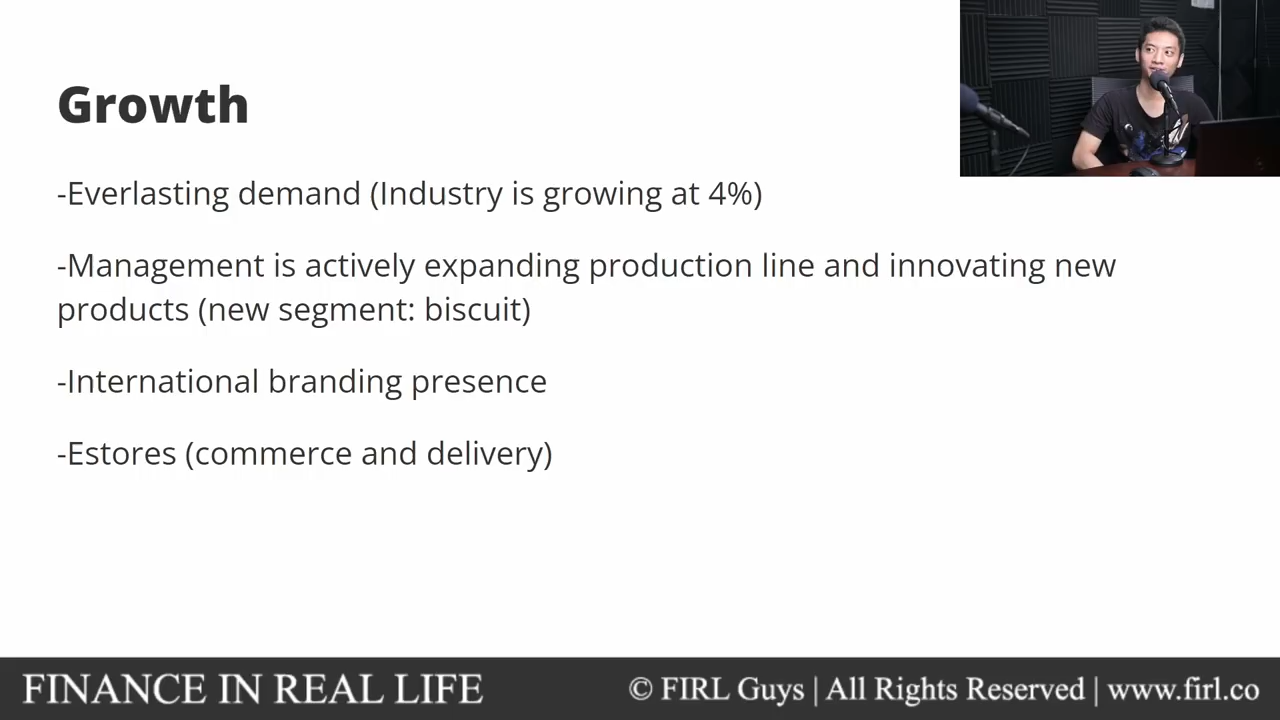 Growth
-Everlasting demand (Industry is growing at 4%)
-Management is actively expanding production line and innovating new
products (new segment: biscuit)
-International branding presence
-Estores (commerce and delivery)
FINANCE IN REAL LIFE
© FIRL Guys | All Rights Reserved | www.firl.co